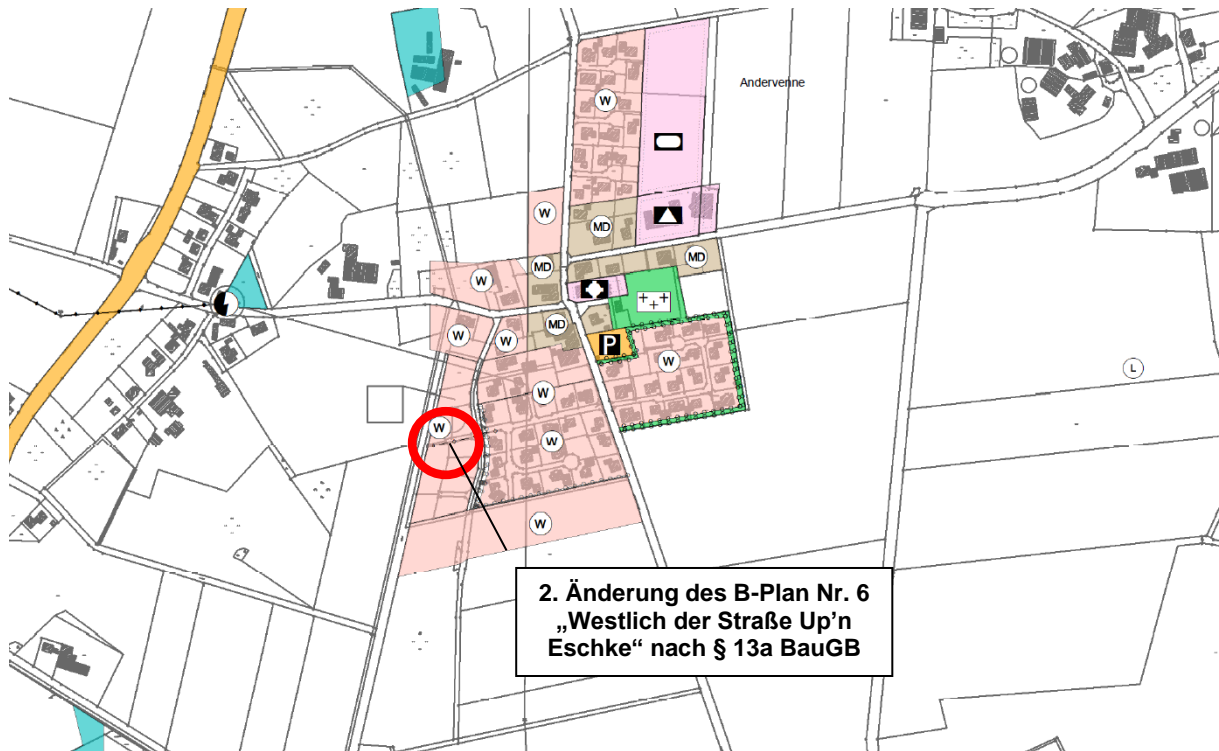 Andervenne
W
W
MD
MD
MD
W
P
W
W
W
MD
L
W
W
W
W
2. Änderung des B-Plan Nr. 6
„Westlich der Straße Up’n
Eschke“ nach § 13a BauGB